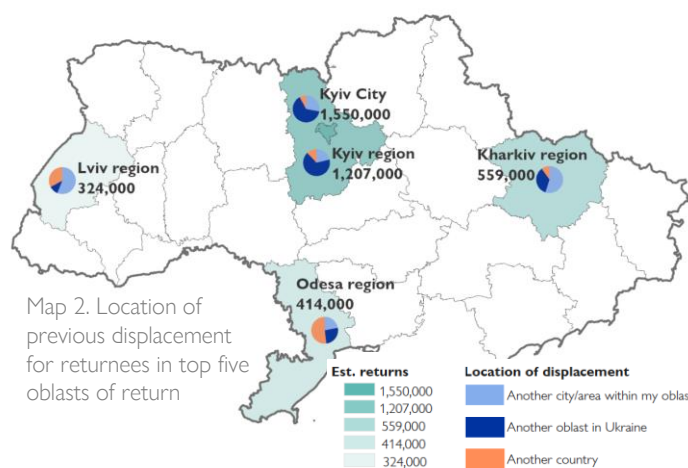 Kyiv City
1,550,000
Kyiv region
1,207,000
Lviv region
324,000
Kharkiv region
559,000
Odesa region
414,000
Map 2. Location of
previous displacement
for returnees in top five
oblasts of return
Est. returns
1,550,000
1,207,000
559,000
414,000
324,000
Location of displacement
Another city/area within my oblas
Another oblast in Ukraine
Another country